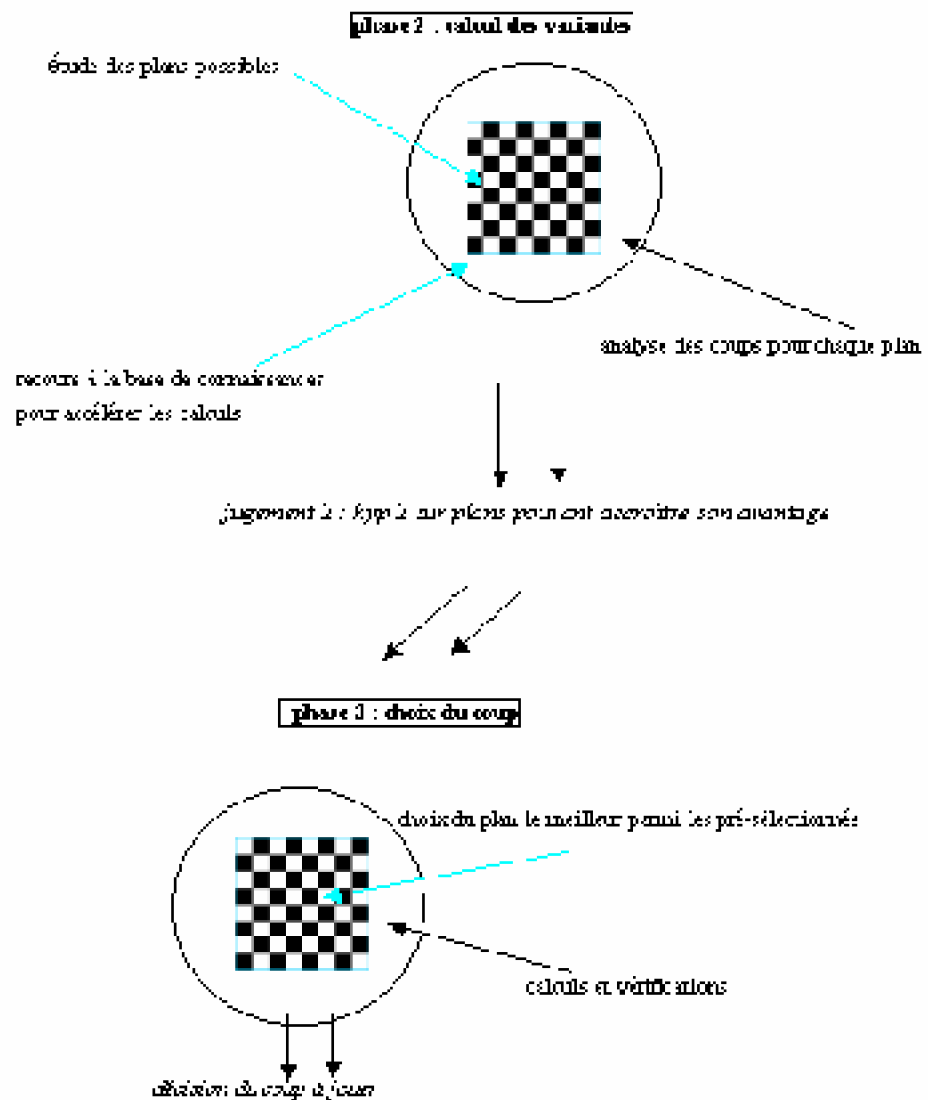 phase 2 : calcul des variantes
étude des plans possibles
analyse des coups pour chaque plan
recours à la base de connaissances
pour accélérer les calculs
jugement 2 : sur plans pouvant accroître son avantage
phase 3 : choix du coup
choix du plan le meilleur parmi les pré-sélectionnés
calculs et vérifications
décision du coup à jouer